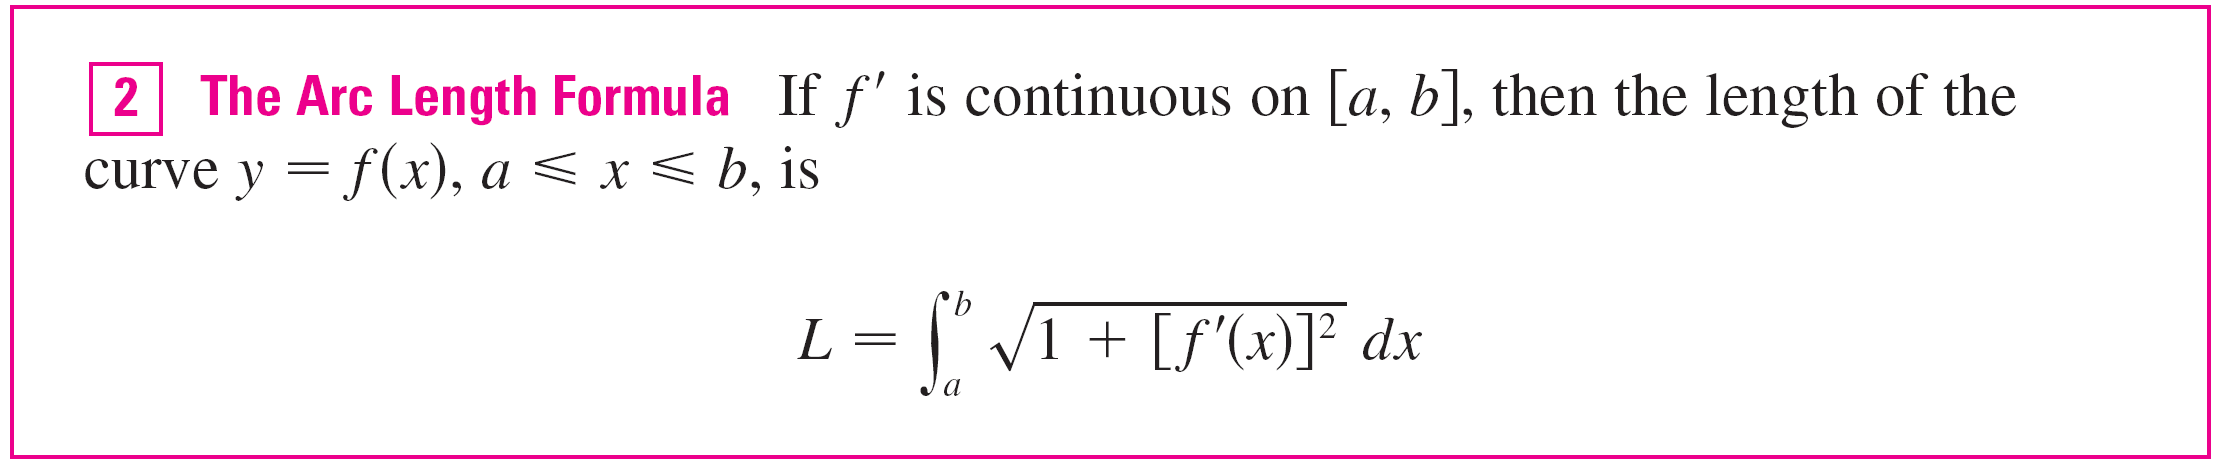 2 The Arc Length Formula If f′ is continuous on [a, b], then the length of the
curve y = f(x), a ⩽ x ⩽ b, is
L = ∫_a^b √(1 + [f′(x)]²) dx